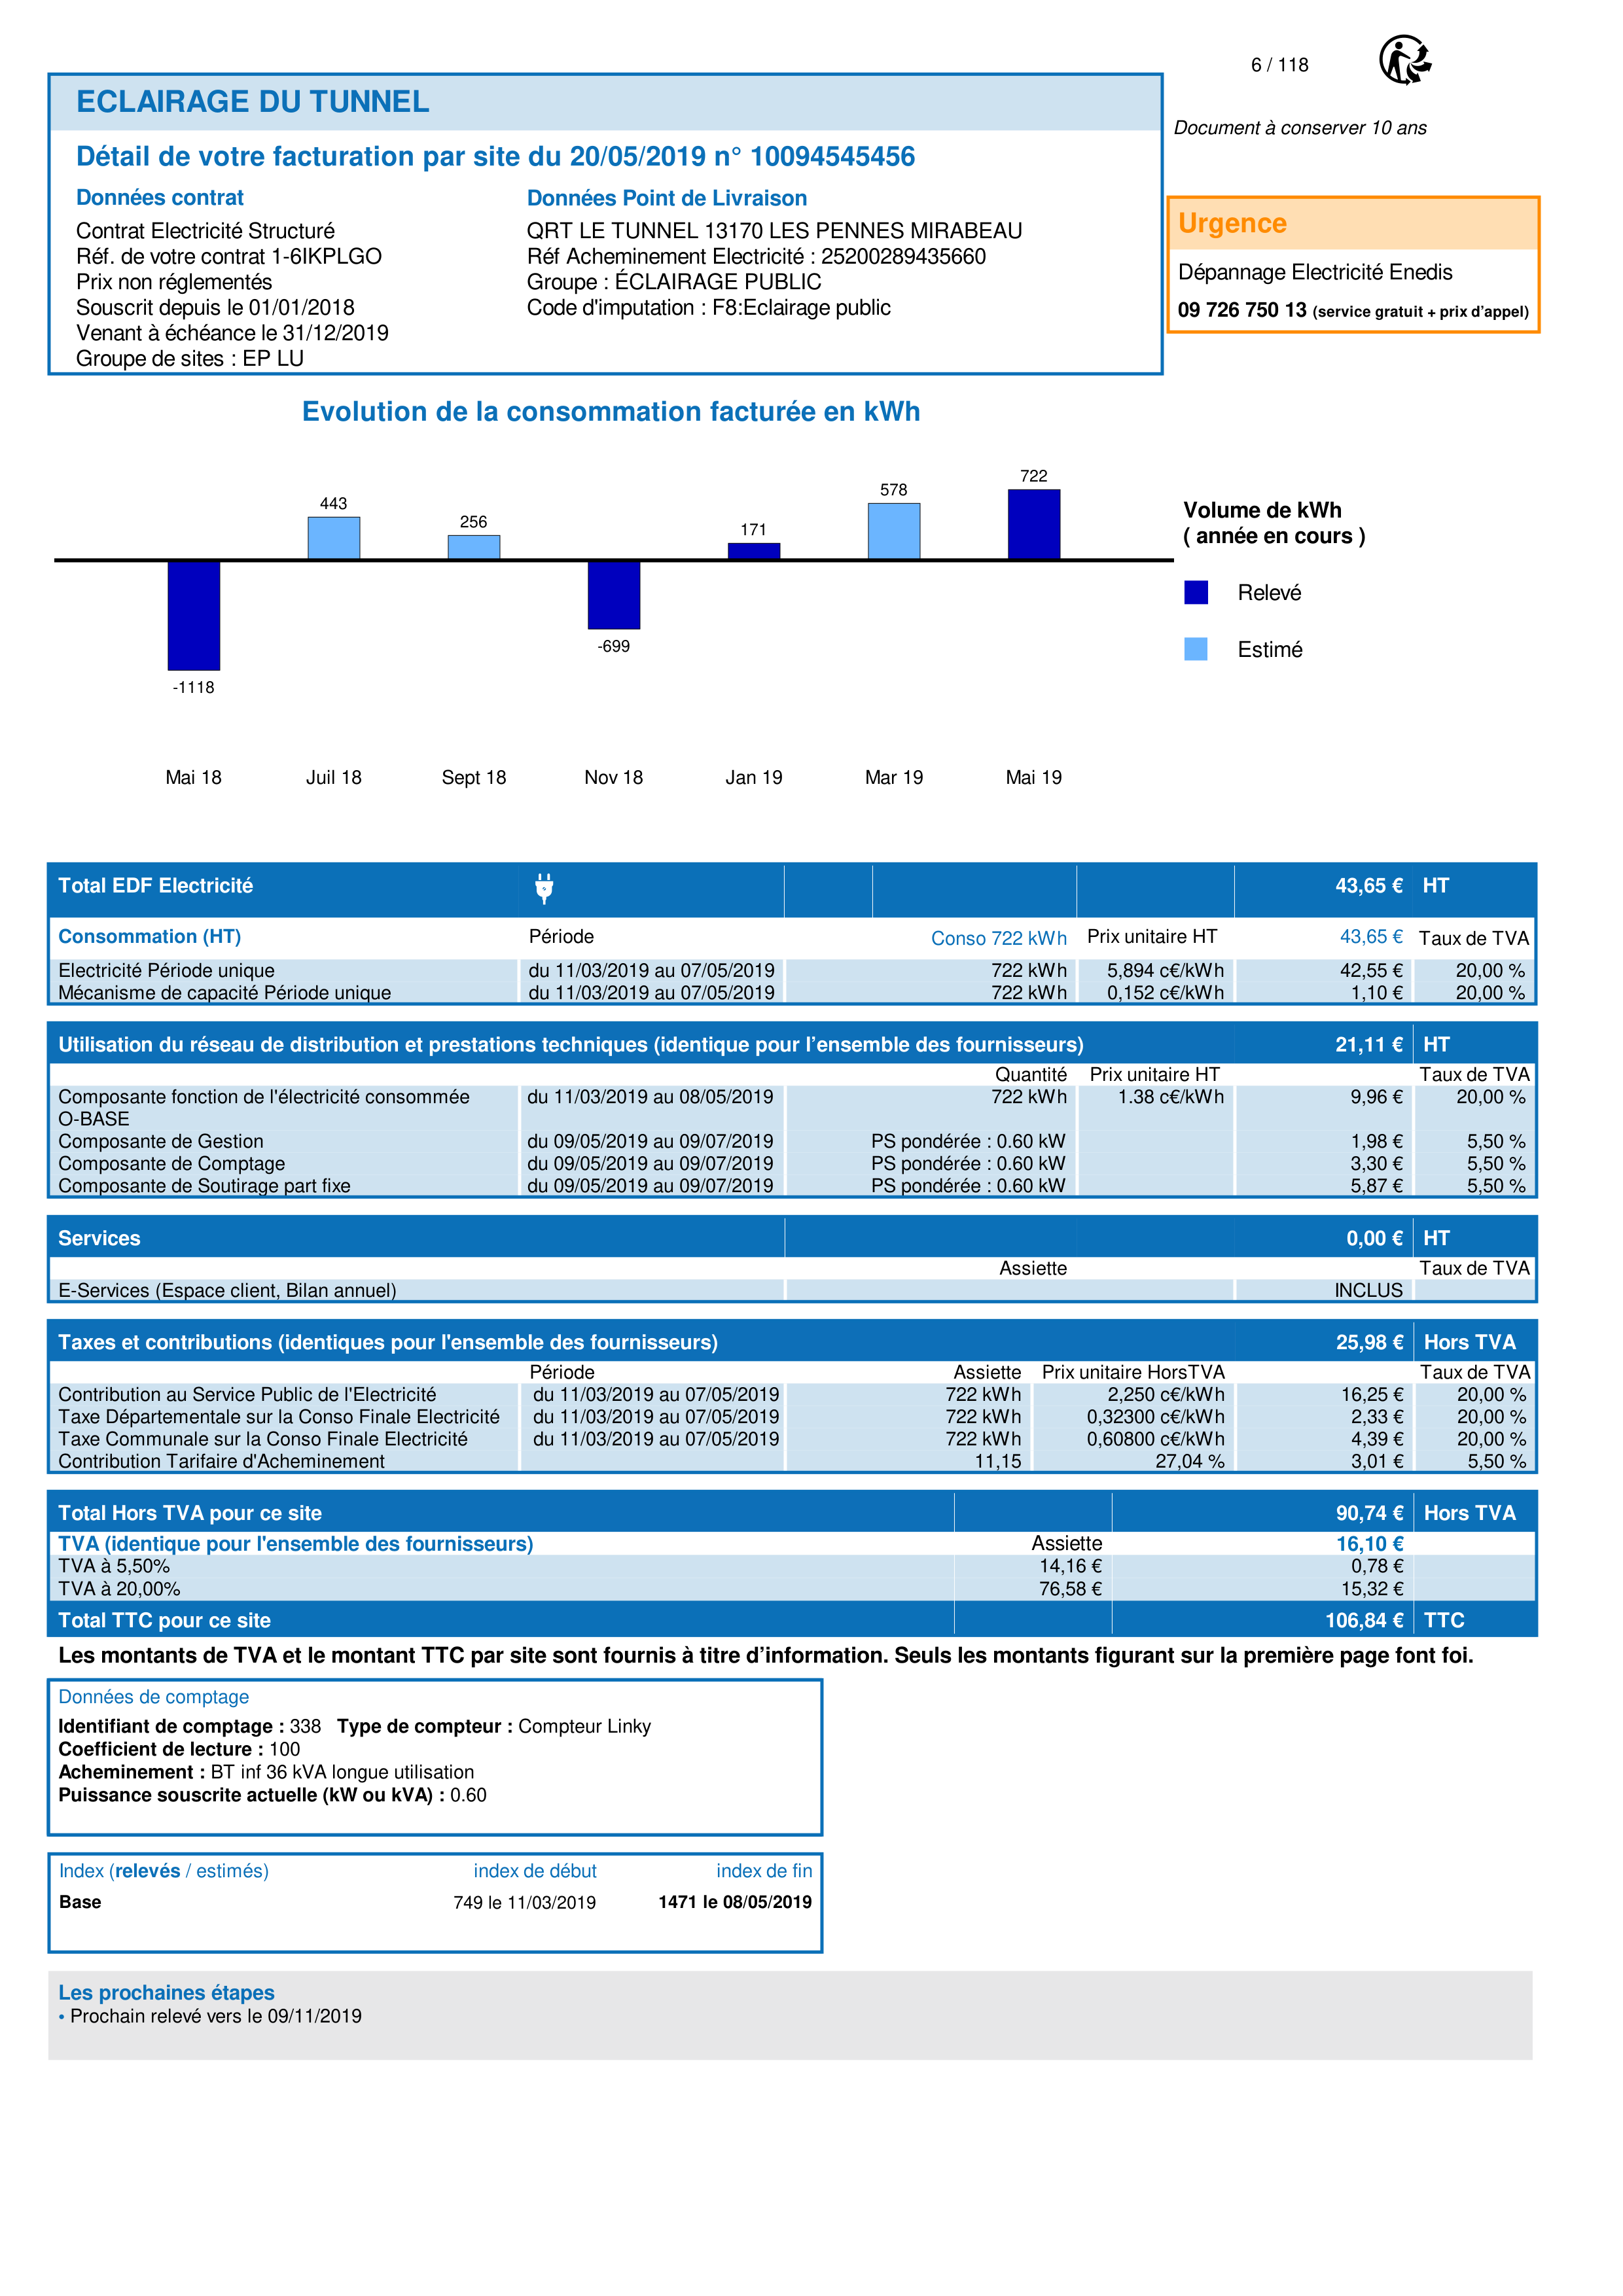 6 / 118
ECLAIRAGE DU TUNNEL
Document à conserver 10 ans
Détail de votre facturation par site du 20/05/2019 n° 10094545456
Données contrat
Contrat Electricité Structuré
Réf. de votre contrat 1-6IKPLGO
Prix non réglementés
Souscrit depuis le 01/01/2018
Venant à échéance le 31/12/2019
Groupe de sites : EP LU
Données Point de Livraison
QRT LE TUNNEL 13170 LES PENNES MIRABEAU
Réf Acheminement Electricité : 25200289435660
Groupe : ÉCLAIRAGE PUBLIC
Code d'imputation : F8:Eclairage public
Urgence
Dépannage Electricité Enedis
09 726 750 13 (service gratuit + prix d’appel)
Evolution de la consommation facturée en kWh
-1118 443 256 -699 171 578 722
Mai 18 Juil 18 Sept 18 Nov 18 Jan 19 Mar 19 Mai 19
Volume de kWh
( année en cours )
Relevé
Estimé
Total EDF Electricité 43,65 € HT
Consommation (HT) Période Conso 722 kWh Prix unitaire HT 43,65 € Taux de TVA
Electricité Période unique du 11/03/2019 au 07/05/2019 722 kWh 5,894 c€/kWh 42,55 € 20,00 %
Mécanisme de capacité Période unique du 11/03/2019 au 07/05/2019 722 kWh 0,152 c€/kWh 1,10 € 20,00 %
Utilisation du réseau de distribution et prestations techniques (identique pour l’ensemble des fournisseurs) 21,11 € HT
Quantité Prix unitaire HT Taux de TVA
Composante fonction de l'électricité consommée du 11/03/2019 au 08/05/2019 722 kWh 1.38 c€/kWh 9,96 € 20,00 %
O-BASE
Composante de Gestion du 09/05/2019 au 09/07/2019 PS pondérée : 0.60 kW 1,98 € 5,50 %
Composante de Comptage du 09/05/2019 au 09/07/2019 PS pondérée : 0.60 kW 3,30 € 5,50 %
Composante de Soutirage part fixe du 09/05/2019 au 09/07/2019 PS pondérée : 0.60 kW 5,87 € 5,50 %
Services 0,00 € HT
Assiette Taux de TVA
E-Services (Espace client, Bilan annuel) INCLUS
Taxes et contributions (identiques pour l'ensemble des fournisseurs) 25,98 € Hors TVA
Période Assiette Prix unitaire HorsTVA Taux de TVA
Contribution au Service Public de l'Electricité du 11/03/2019 au 07/05/2019 722 kWh 2,250 c€/kWh 16,25 € 20,00 %
Taxe Départementale sur la Conso Finale Electricité du 11/03/2019 au 07/05/2019 722 kWh 0,32300 c€/kWh 2,33 € 20,00 %
Taxe Communale sur la Conso Finale Electricité du 11/03/2019 au 07/05/2019 722 kWh 0,60800 c€/kWh 4,39 € 20,00 %
Contribution Tarifaire d'Acheminement 11,15 27,04 % 3,01 € 5,50 %
Total Hors TVA pour ce site 90,74 € Hors TVA
TVA (identique pour l'ensemble des fournisseurs) Assiette 16,10 €
TVA à 5,50% 14,16 € 0,78 €
TVA à 20,00% 76,58 € 15,32 €
Total TTC pour ce site 106,84 € TTC
Les montants de TVA et le montant TTC par site sont fournis à titre d’information. Seuls les montants figurant sur la première page font foi.
Données de comptage
Identifiant de comptage : 338 Type de compteur : Compteur Linky
Coefficient de lecture : 100
Acheminement : BT inf 36 kVA longue utilisation
Puissance souscrite actuelle (kW ou kVA) : 0.60
Index (relevés / estimés) index de début index de fin
Base 749 le 11/03/2019 1471 le 08/05/2019
Les prochaines étapes
• Prochain relevé vers le 09/11/2019